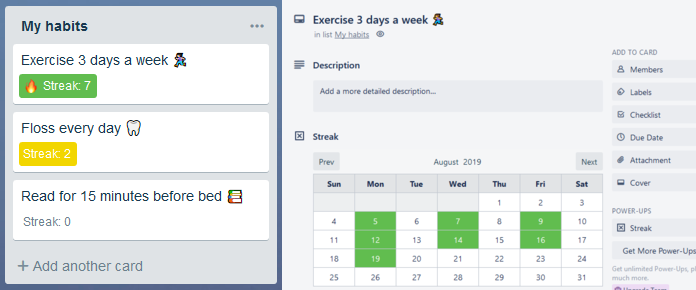 My habits
Exercise 3 days a week
Streak: 7
Floss every day
Streak: 2
Read for 15 minutes before bed
Streak: 0
+ Add another card
Exercise 3 days a week
in list My habits
Description
Add a more detailed description...
Streak
Prev August 2019 Next
Sun Mon Tue Wed Thu Fri Sat
1 2 3
4 5 6 7 8 9 10
11 12 13 14 15 16 17
18 19 20 21 22 23 24
25 26 27 28 29 30 31
ADD TO CARD
Members
Labels
Checklist
Due Date
Attachment
Cover
POWER-UPS
Streak
Get More Power-Ups
Get unlimited Power-Ups, pl
much more.
Upgrade Team